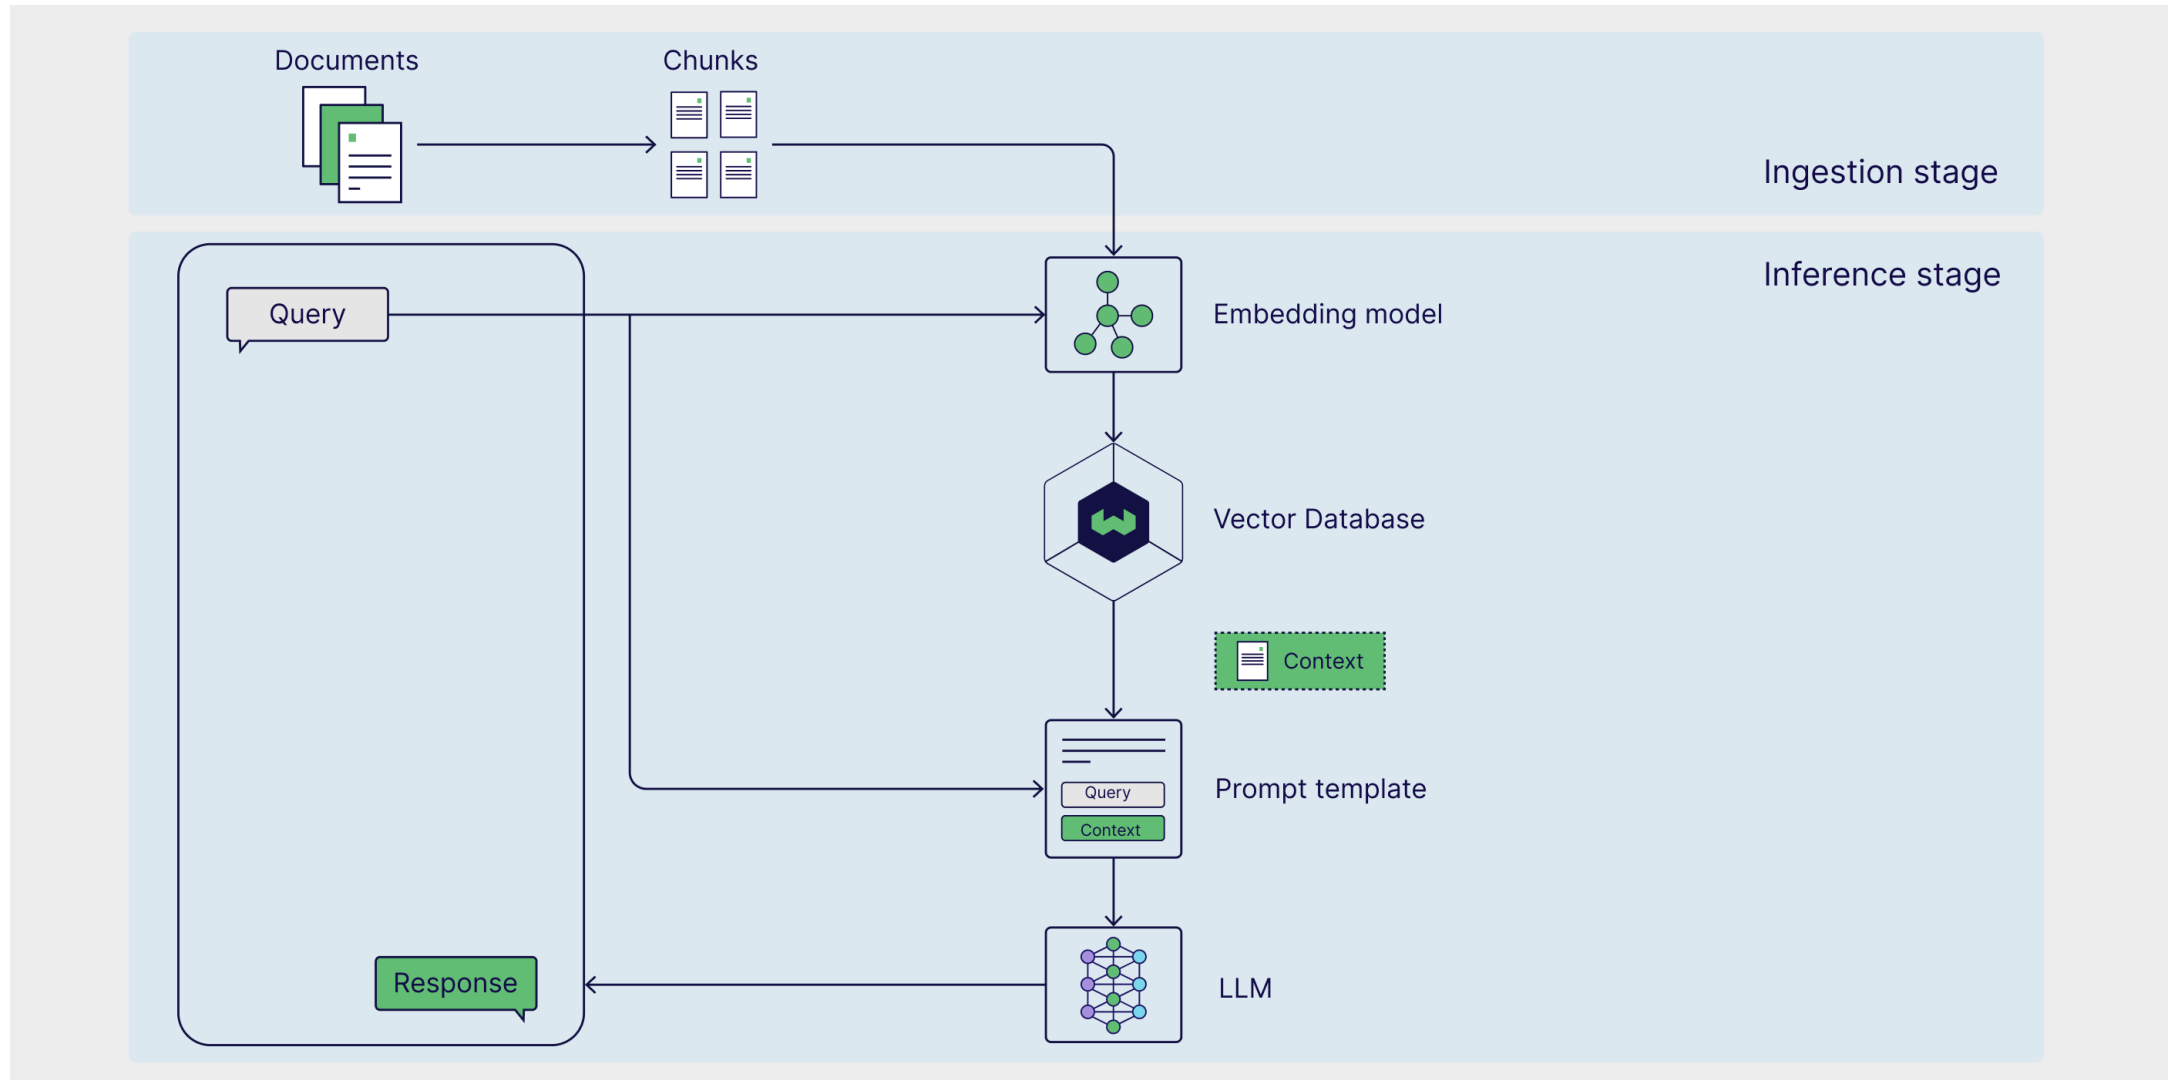 Documents
Chunks
Ingestion stage
Inference stage
Query
Embedding model
Vector Database
Context
Prompt template
Query
Context
Response
LLM